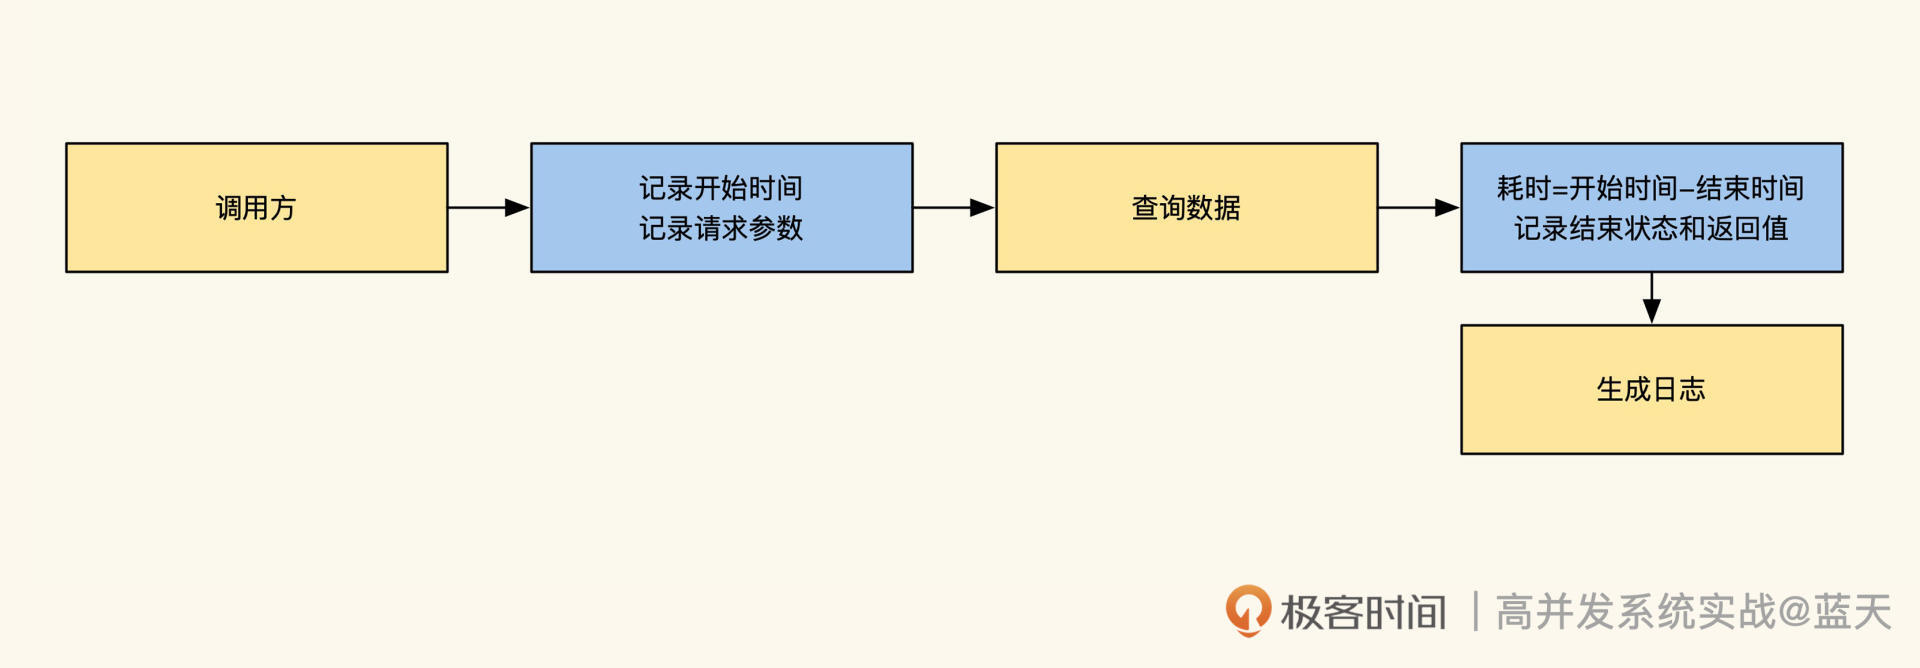 调用方
记录开始时间
记录请求参数
查询数据
耗时=开始时间-结束时间
记录结束状态和返回值
生成日志
极客时间 | 高并发系统实战@蓝天